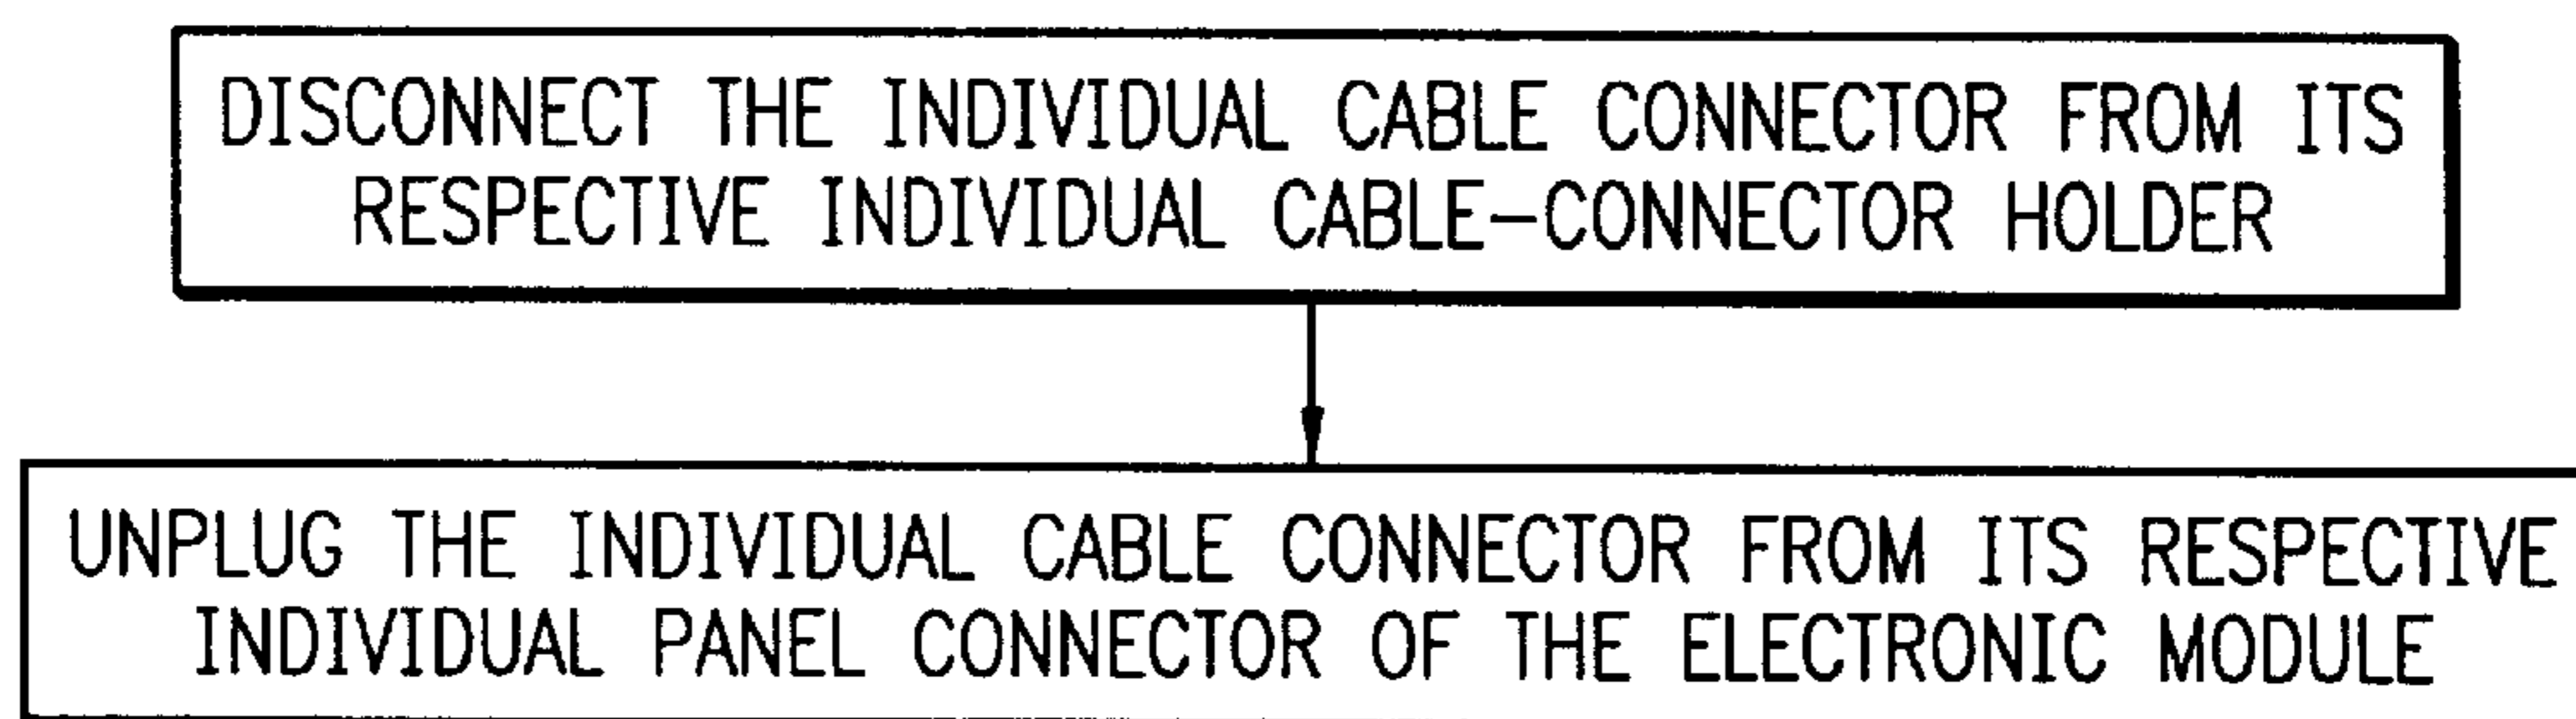 DISCONNECT THE INDIVIDUAL CABLE CONNECTOR FROM ITS
RESPECTIVE INDIVIDUAL CABLE-CONNECTOR HOLDER
UNPLUG THE INDIVIDUAL CABLE CONNECTOR FROM ITS RESPECTIVE
INDIVIDUAL PANEL CONNECTOR OF THE ELECTRONIC MODULE